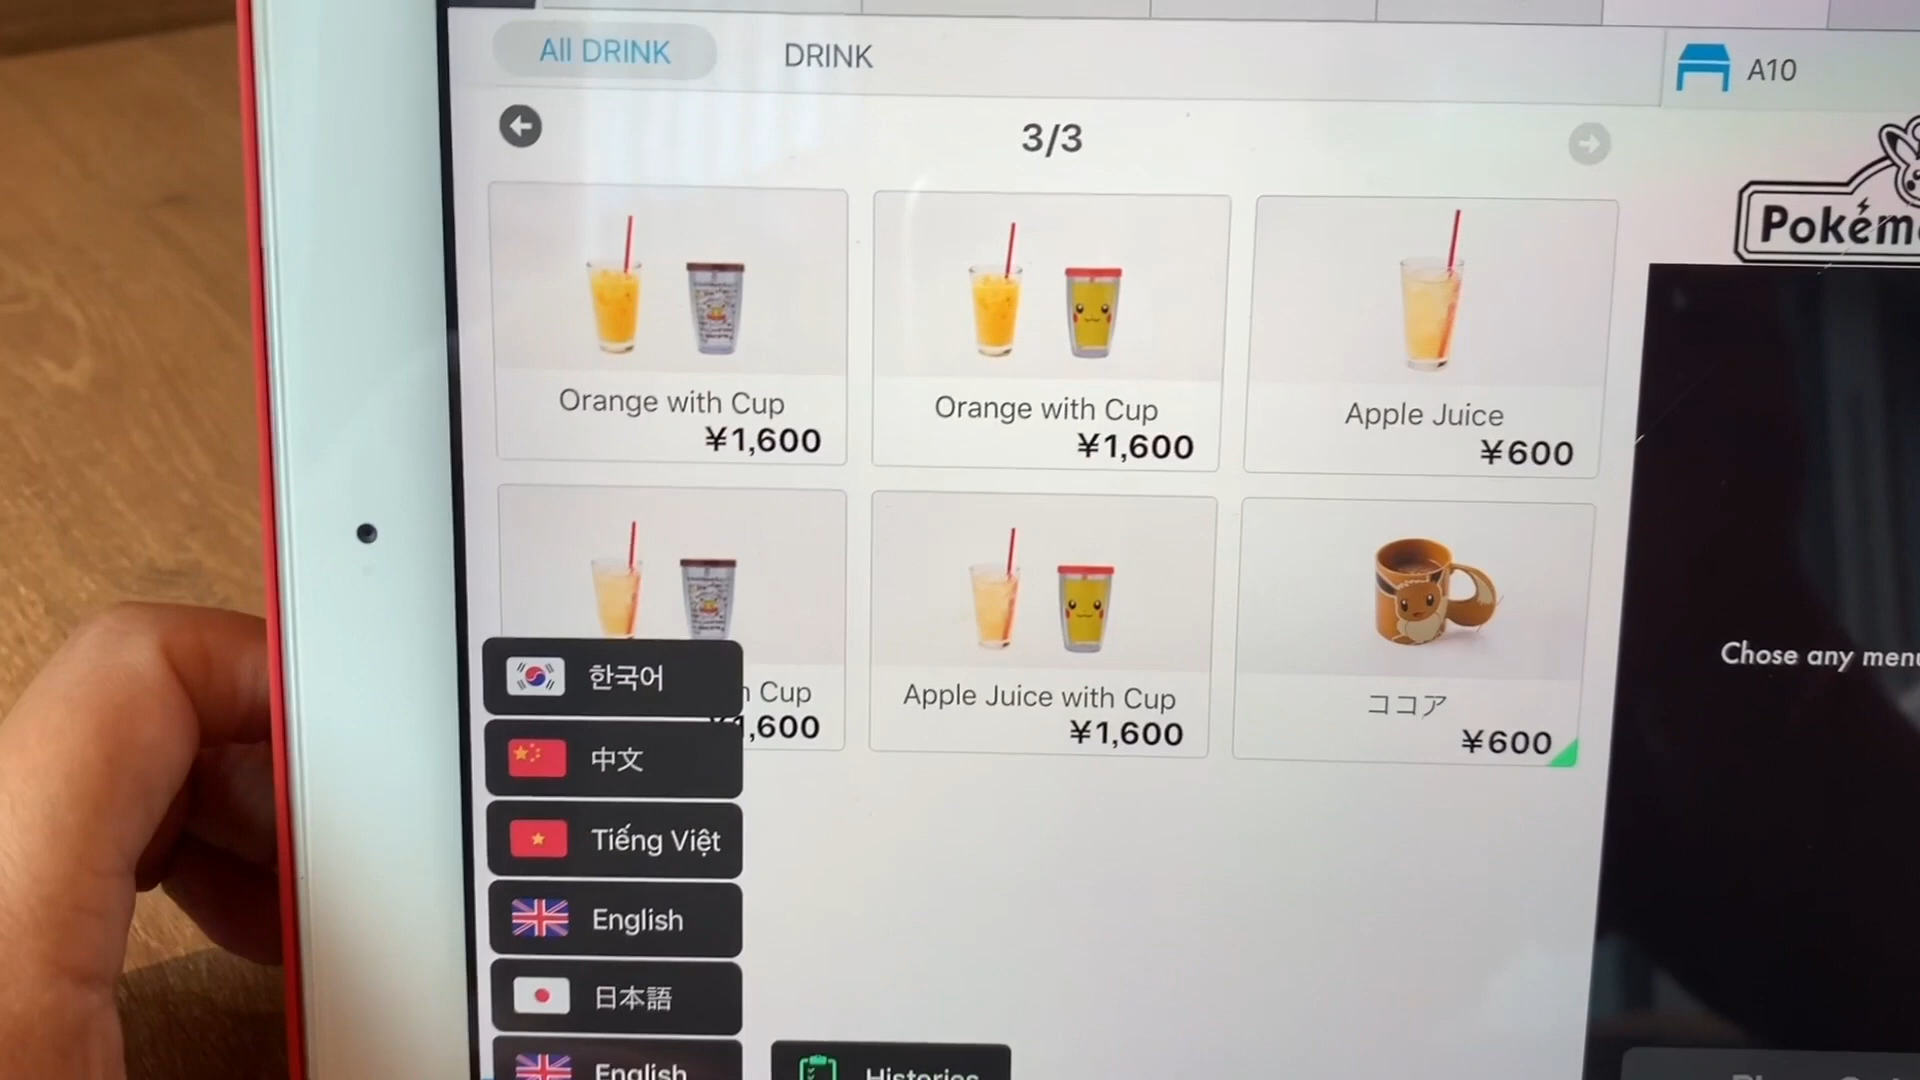 All DRINK
DRINK
A10
3/3
Orange with Cup
¥1,600
Orange with Cup
¥1,600
Apple Juice
¥600
Cup
1,600
Apple Juice with Cup
¥1,600
ココア
¥600
한국어
中文
Tiếng Việt
English
日本語
English
Histories
Chose any menu